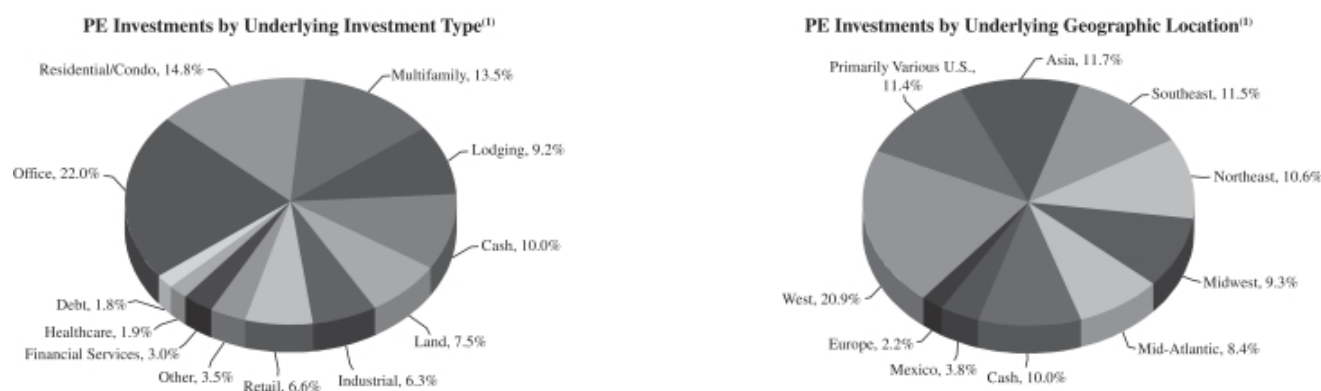 PE Investments by Underlying Investment Type(1)
Residential/Condo, 14.8%
Multifamily, 13.5%
Lodging, 9.2%
Office, 22.0%
Cash, 10.0%
Debt, 1.8%
Healthcare, 1.9%
Financial Services, 3.0%
Other, 3.5%
Retail, 6.6%
Industrial, 6.3%
Land, 7.5%
PE Investments by Underlying Geographic Location(1)
Primarily Various U.S.,
11.4%
Asia, 11.7%
Southeast, 11.5%
Northeast, 10.6%
Midwest, 9.3%
West, 20.9%
Europe, 2.2%
Mexico, 3.8%
Cash, 10.0%
Mid-Atlantic, 8.4%